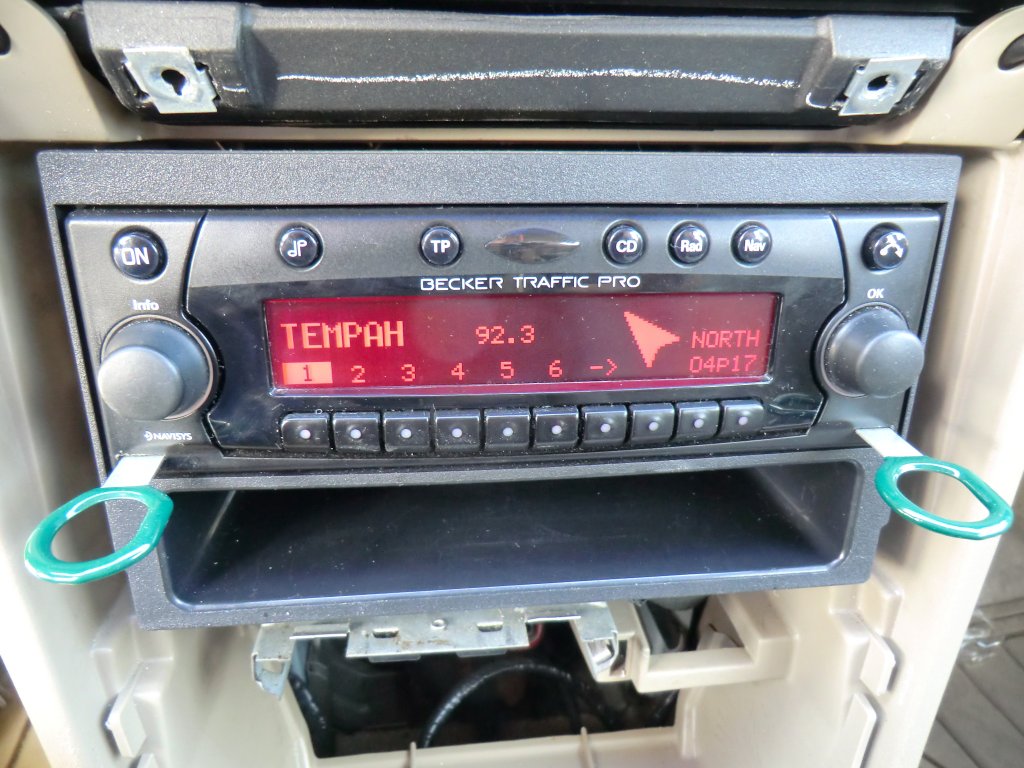 ON
JP
TP
CD
Rad
Nav
Info
BECKER TRAFFIC PRO
OK
TEMPAH 92.3 NORTH
1 2 3 4 5 6 -> 04P17
NAVISYS